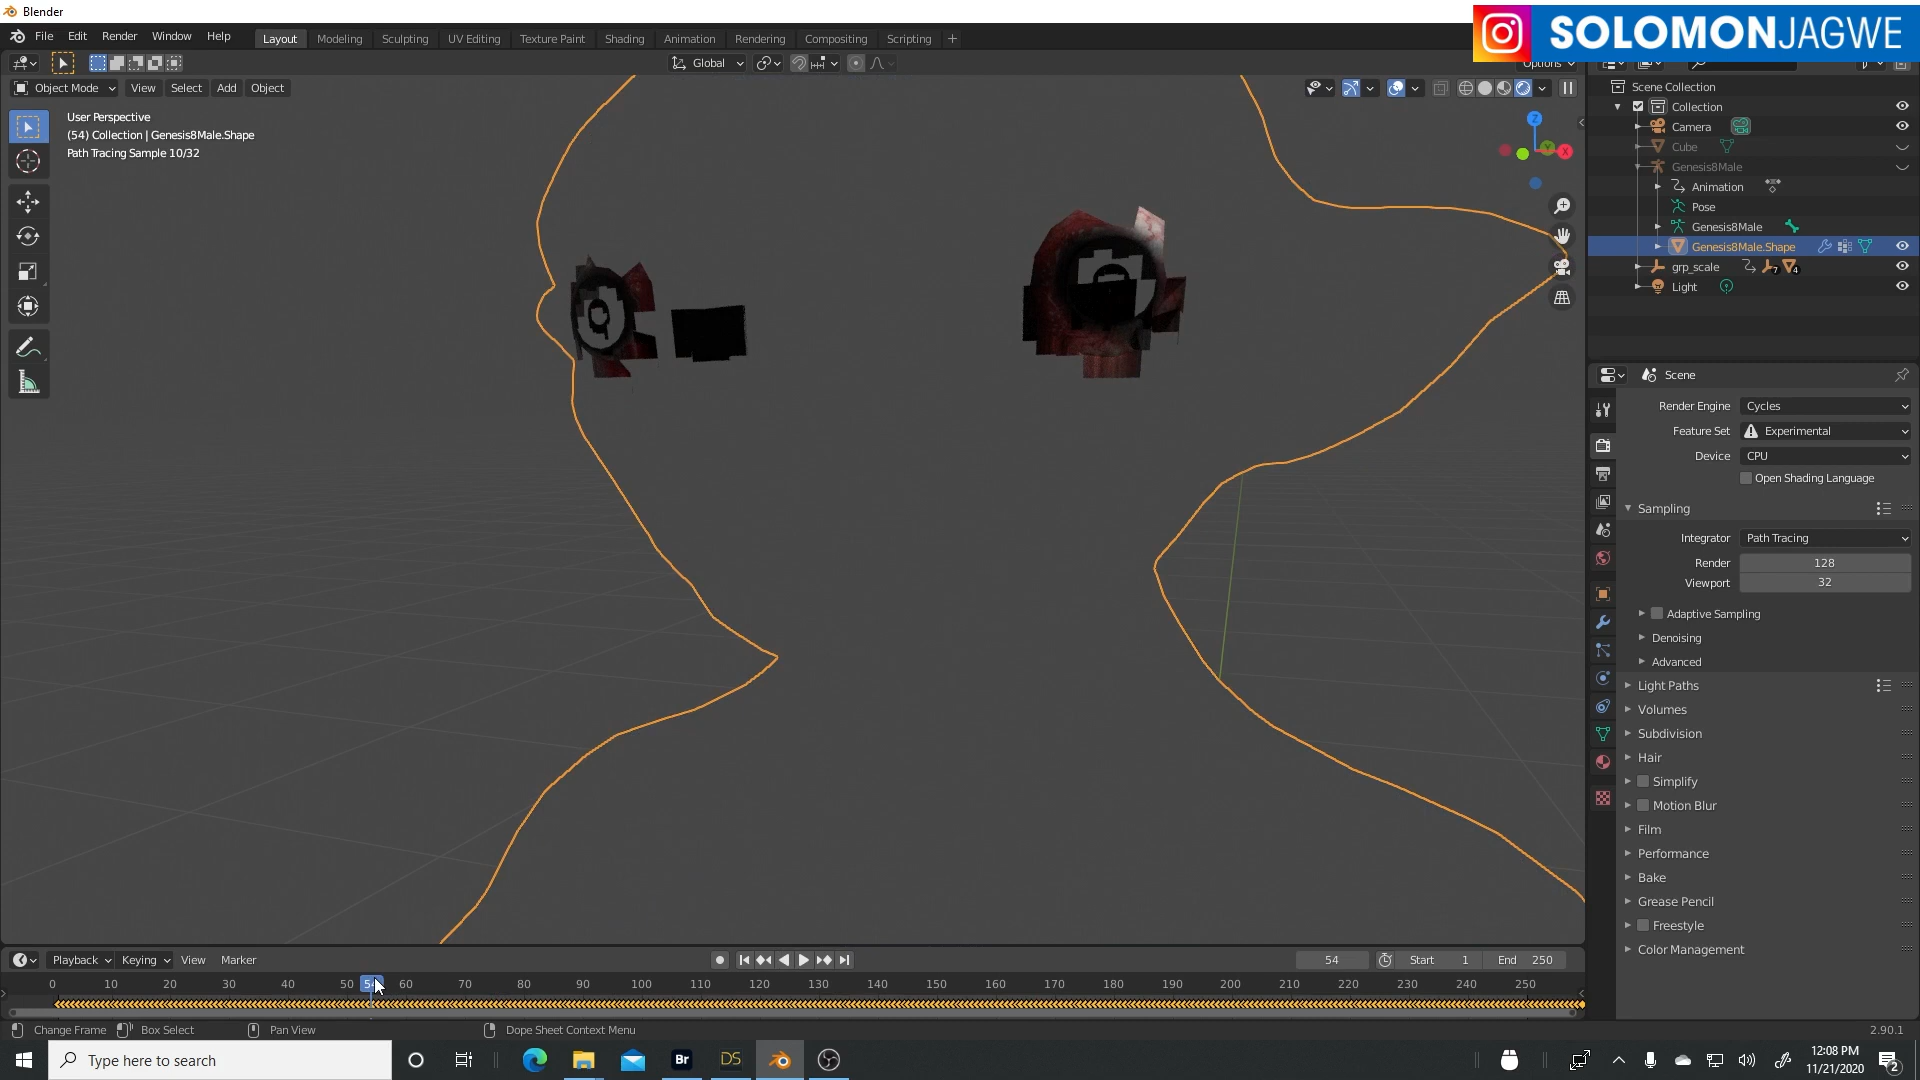 Blender
SOLOMONJAGWE
File Edit Render Window Help Layout Modeling Sculpting UV Editing Texture Paint Shading Animation Rendering Compositing Scripting +
Global Options
Object Mode View Select Add Object
User Perspective
(54) Collection | Genesis8Male.Shape
Path Tracing Sample 10/32
Z
Y
X
Scene Collection
Collection
Camera
Cube
Genesis8Male
Animation
Pose
Genesis8Male
Genesis8Male.Shape
grp_scale 7 4
Light
Scene
Render Engine Cycles
Feature Set Experimental
Device CPU
Open Shading Language
Sampling
Integrator Path Tracing
Render 128
Viewport 32
Adaptive Sampling
Denoising
Advanced
Light Paths
Volumes
Subdivision
Hair
Simplify
Motion Blur
Film
Performance
Bake
Grease Pencil
Freestyle
Color Management
Playback Keying View Marker 54 Start 1 End 250
0 10 20 30 40 50 54 60 70 80 90 100 110 120 130 140 150 160 170 180 190 200 210 220 230 240 250
Change Frame Box Select Pan View Dope Sheet Context Menu 2.90.1
Type here to search Br DS 12:08 PM
11/21/2020 2